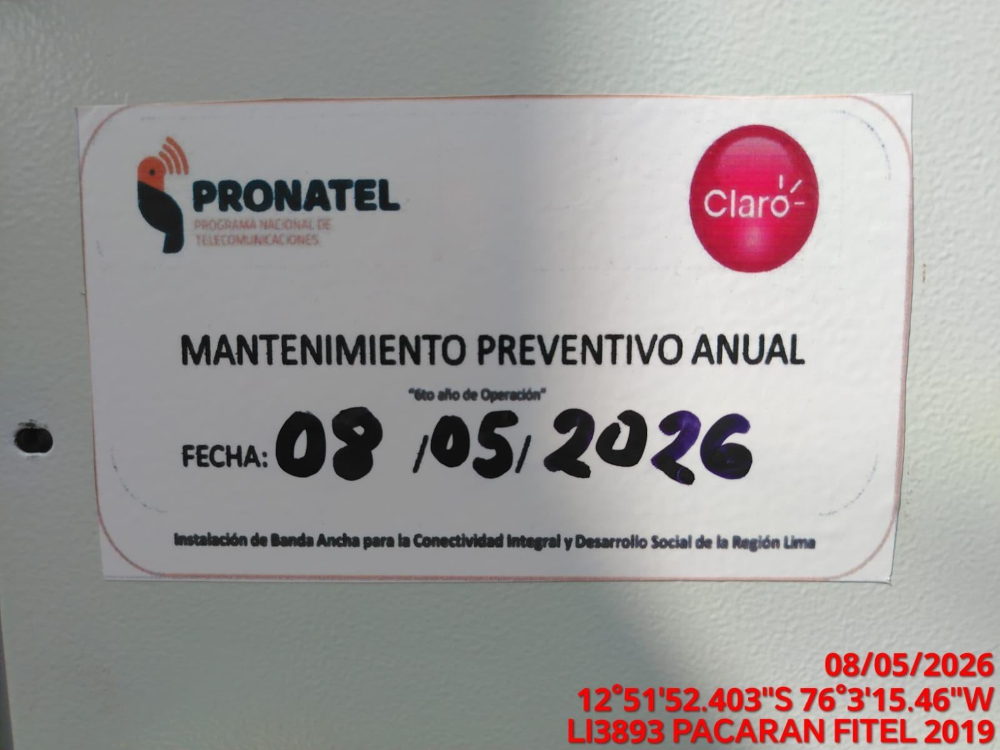 PRONATEL
PROGRAMA NACIONAL DE
TELECOMUNICACIONES
Claro
MANTENIMIENTO PREVENTIVO ANUAL
"6to año de Operación"
FECHA: 08/05/2026
Instalación de Banda Ancha para la Conectividad Integral y Desarrollo Social de la Región Lima
08/05/2026
12°51'52.403"S 76°3'15.46"W
LI3893 PACARAN FITEL 2019